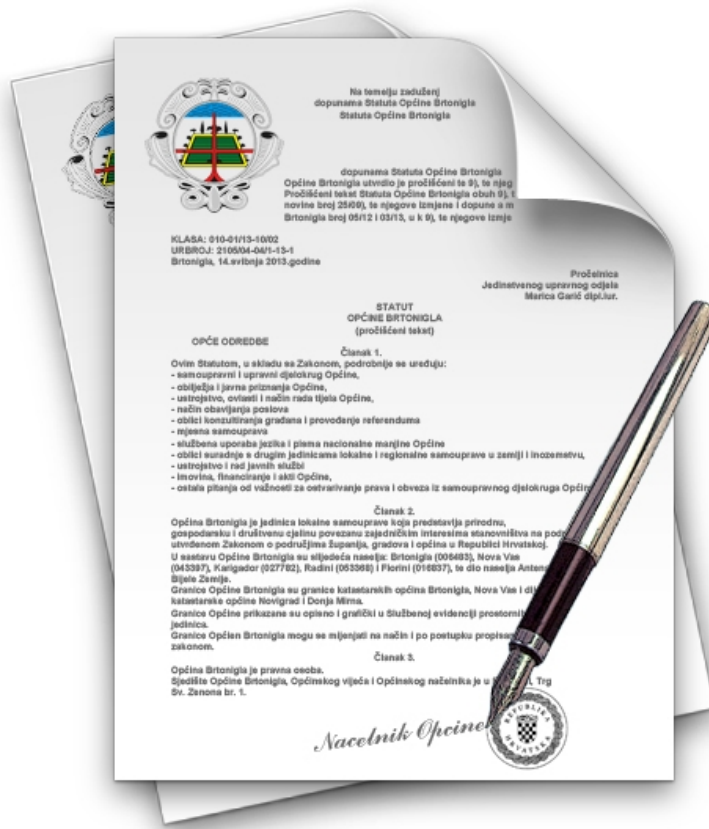 Na temelju zaduženj
dopunama Statuta Općine Brtonigla
Statuta Općine Brtonigla
dopunama Statuta Općine Brtonigla
Općine Brtonigla utvrdio je pročišćeni te 9), te njeg
Pročišćeni tekst Statuta Općine Brtonigla obuh 9), t
novine broj 25/09), te njegove izmjene i dopune a m
Brtonigla broj 05/12 i 03/13, u k 9), te njegove izmje
KLASA: 010-01/13-10/02
URBROJ: 2105/04-04/1-13-1
Brtonigla, 14.svibnja 2013.godine
Pročelnica
Jedinstvenog upravnog odjela
Marica Garić dipl.iur.
STATUT
OPĆINE BRTONIGLA
(pročišćeni tekst)
OPĆE ODREDBE
Članak 1.
Ovim Statutom, u skladu sa Zakonom, podrobnije se uređuju:
- samoupravni i upravni djelokrug Općine,
- obilježja i javna priznanja Općine,
- ustrojstvo, ovlasti i način rada tijela Općine,
- način obavljanja poslova
- oblici konzultiranja građana i provođenje referenduma
- mjesna samouprava
- službena uporaba jezika i pisma nacionalne manjine Općine
- oblici suradnje s drugim jedinicama lokalne i regionalne samouprave u zemlji i inozemstvu,
- ustrojstvo i rad javnih službi
- imovina, financiranje i akti Općine,
- ostala pitanja od važnosti za ostvarivanje prava i obveza iz samoupravnog djelokruga Općin
Članak 2.
Općina Brtonigla je jedinica lokalne samouprave koja predstavlja prirodnu,
gospodarsku i društvenu cjelinu povezanu zajedničkim interesima stanovništva na pod
utvrđenom Zakonom o područjima županija, gradova i općina u Republici Hrvatskoj.
U sastavu Općine Brtonigla su slijedeća naselja: Brtonigla (006483), Nova Vas
(043397), Karigador (027782), Radini (053368) i Fiorini (016837), te dio naselja Anten
Bijele Zemlje.
Granice Općine Brtonigla su granice katastarskih općina Brtonigla, Nova Vas i di
katastarske općine Novigrad i Donja Mirna.
Granice Općine prikazane su opisno i grafički u Službenoj evidenciji prostornih
jedinica.
Granice Općien Brtonigla mogu se mijenjati na način i po postupku propisa
zakonom.
Članak 3.
Općina Brtonigla je pravna osoba.
Sjedište Općine Brtonigla, Općinskog vijeća i Općinskog načelnika je u Trg
Sv. Zenona br. 1.
Nacelnik Opcine
REPUBLIKA
HRVATSKA